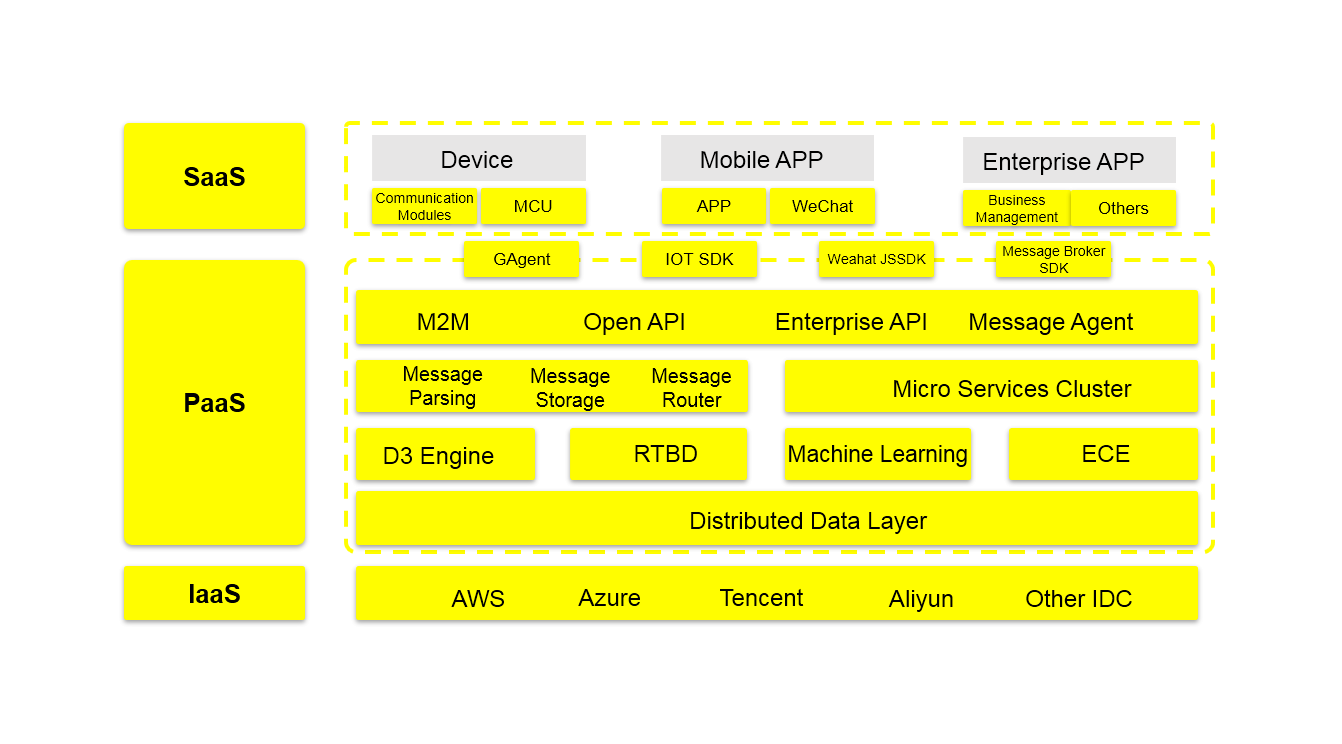 SaaS
Device
Mobile APP
Enterprise APP
Communication
Modules
MCU
APP
WeChat
Business
Management
Others
GAgent
IOT SDK
Weahat JSSDK
Message Broker
SDK
PaaS
M2M
Open API
Enterprise API
Message Agent
Message
Parsing
Message
Storage
Message
Router
Micro Services Cluster
D3 Engine
RTBD
Machine Learning
ECE
Distributed Data Layer
IaaS
AWS
Azure
Tencent
Aliyun
Other IDC